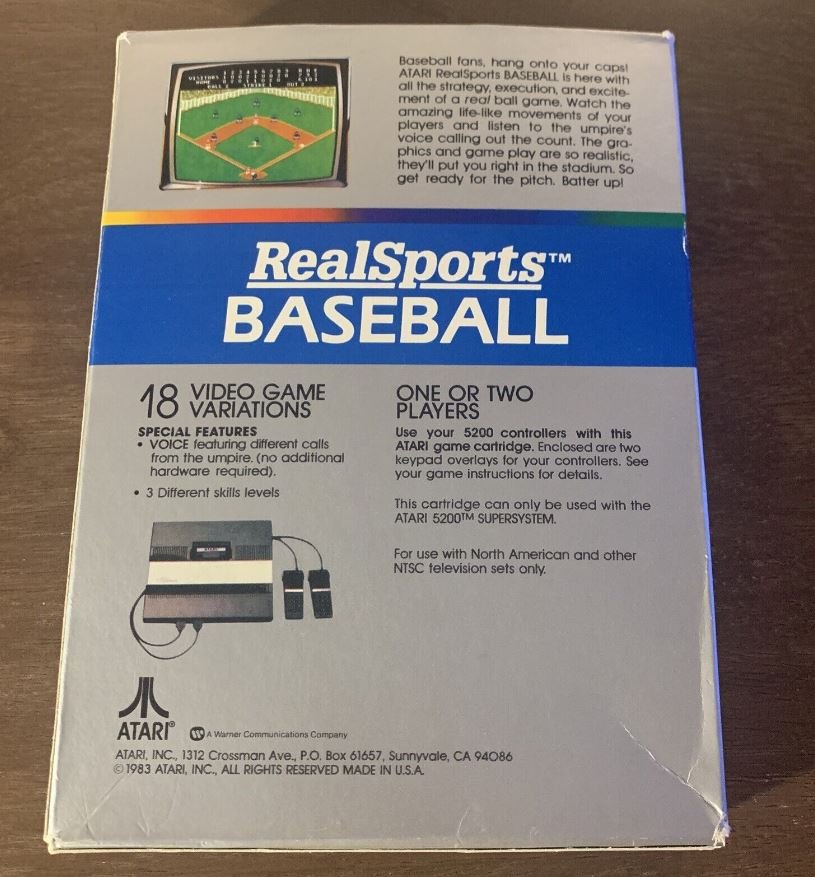 VISITORS
HOME
BALL
OUT 2
Baseball fans, hang onto your caps!
ATARI RealSports BASEBALL is here with
all the strategy, execution, and excite-
ment of a real ball game. Watch the
amazing life-like movements of your
players and listen to the umpire's
voice calling out the count. The gra-
phics and game play are so realistic,
they'll put you right in the stadium. So
get ready for the pitch. Batter up!
RealSports™
BASEBALL
18 VIDEO GAME
VARIATIONS
SPECIAL FEATURES
• VOICE featuring different calls
from the umpire. (no additional
hardware required).
• 3 Different skills levels
ONE OR TWO
PLAYERS
Use your 5200 controllers with this
ATARI game cartridge. Enclosed are two
keypad overlays for your controllers. See
your game instructions for details.
This cartridge can only be used with the
ATARI 5200™ SUPERSYSTEM.
For use with North American and other
NTSC television sets only.
ATARI
ATARI®
A Warner Communications Company
ATARI, INC., 1312 Crossman Ave., P.O. Box 61657, Sunnyvale, CA 94086
© 1983 ATARI, INC., ALL RIGHTS RESERVED MADE IN U.S.A.